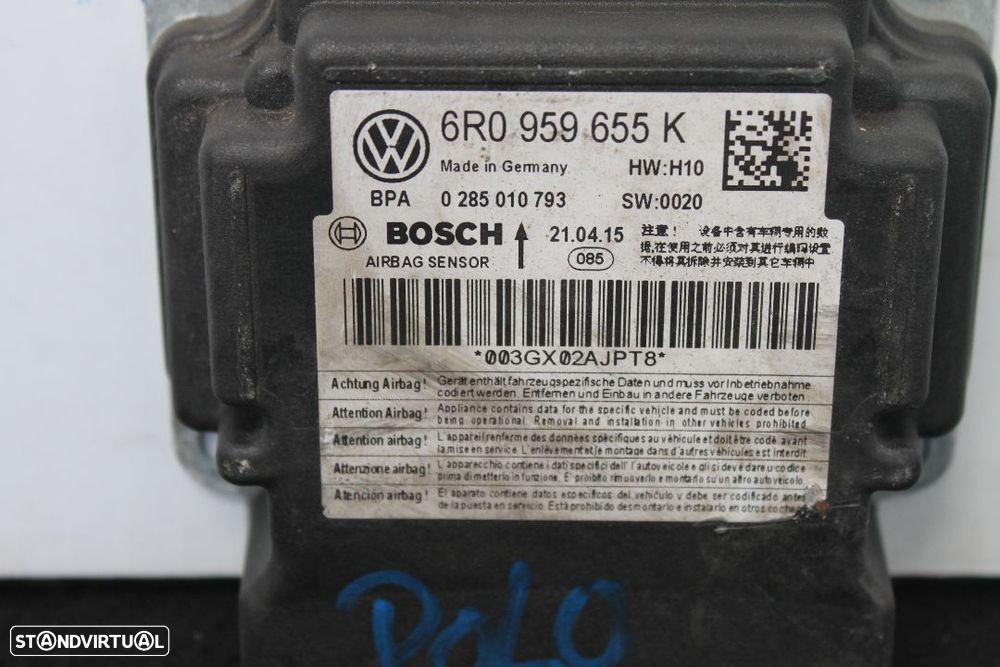 6R0 959 655 K
Made in Germany HW:H10
BPA 0 285 010 793 SW:0020
BOSCH 21.04.15
AIRBAG SENSOR 085
注意！ 设备中含有车辆专用的数
据,在使用之前必须对其进行编码设置
不得将其拆除并安装到其它车辆中
*003GX02AJPT8*
Achtung Airbag! Gerät enthält fahrzeugspezifische Daten und muss vor Inbetriebnahme
codiert werden. Entfernen und Einbau in andere Fahrzeuge verboten.
Attention Airbag! Appliance contains data for the specific vehicle and must be coded before
being operational. Removal and installation in other vehicles prohibited
Attention airbag! L'appareil renferme des données spécifiques au véhicule et doit être codé avant
la mise en service. L'enlèvement et le montage dans d'autres véhicules est interdit
Attenzione airbag! L'apparecchio contiene i dati specifici dell'autoveicolo e gli si deve dare un codice
prima di metterlo in funzione. E' proibito rimuoverlo e montarlo su un altro autoveicolo.
Atención airbag! El aparato contiene datos específicos del vehículo y debe ser codificado antes
de la puesta en servicio. Está prohibido desmontarlo e instalarlo en otros coches
POLO
STANDVIRTUAL